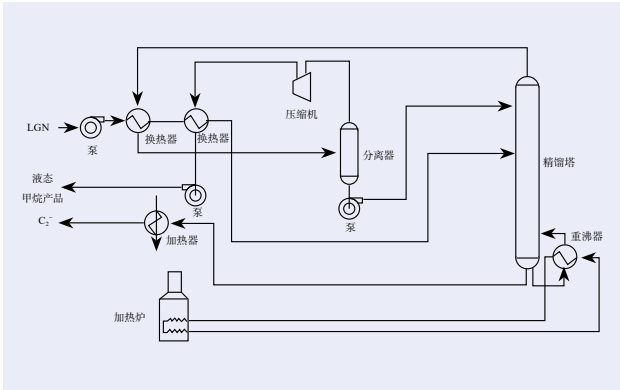 压缩机
LGN
泵
换热器
换热器
分离器
精馏塔
液态
甲烷产品
泵
泵
C₂⁻
加热器
重沸器
加热炉